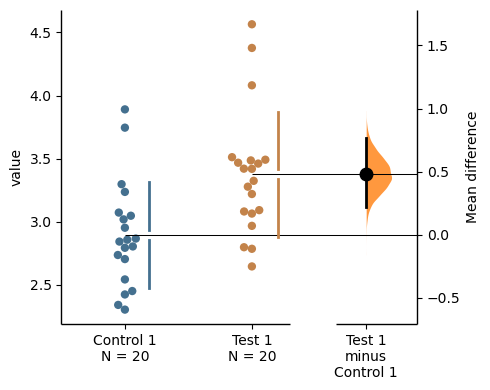 4.5
4.0
3.5
3.0
2.5
value
1.5
1.0
0.5
0.0
−0.5
Mean difference
Control 1
N = 20
Test 1
N = 20
Test 1
minus
Control 1